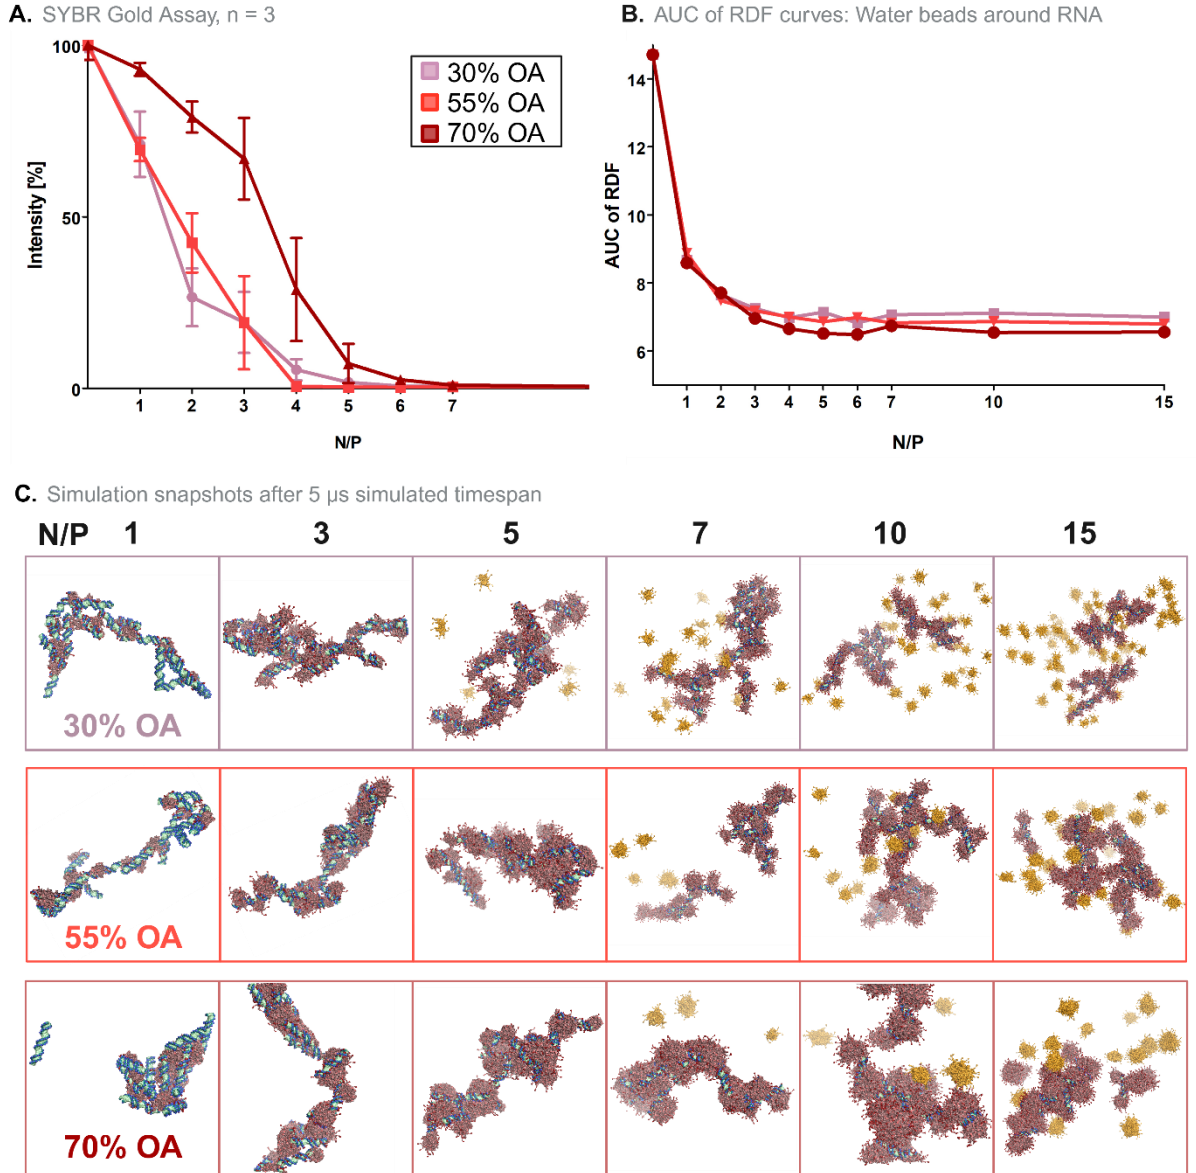 A. SYBR Gold Assay, n = 3
100
50
0
Intensity [%]
1 2 3 4 5 6 7
N/P
30% OA
55% OA
70% OA
B. AUC of RDF curves: Water beads around RNA
14
12
10
8
6
AUC of RDF
1 2 3 4 5 6 7 10 15
N/P
C. Simulation snapshots after 5 µs simulated timespan
N/P 1 3 5 7 10 15
30% OA
55% OA
70% OA